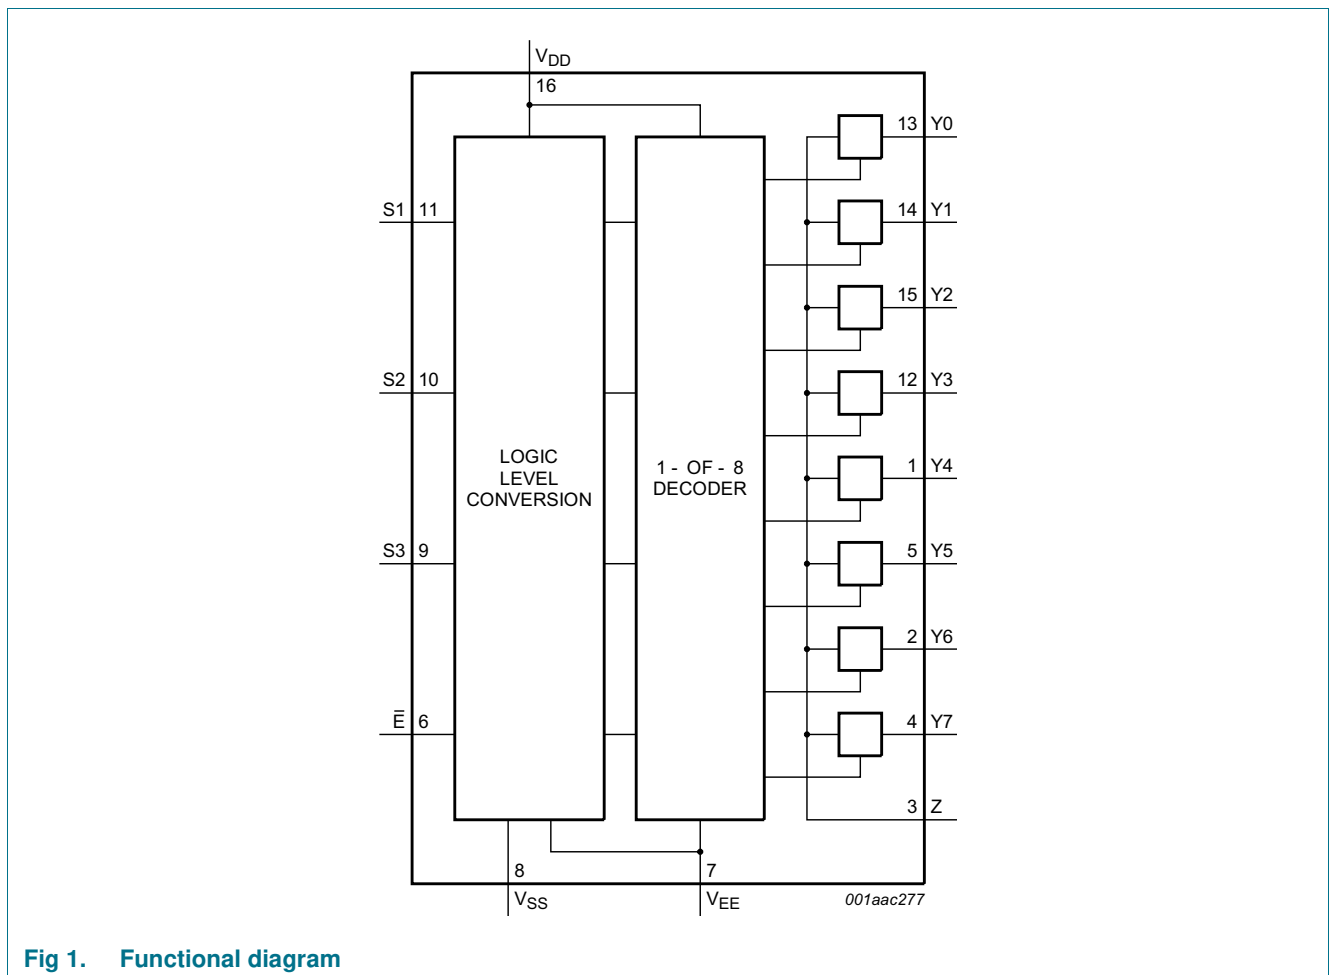 VDD
16
13 Y0
S1 11
14 Y1
15 Y2
S2 10
12 Y3
LOGIC
LEVEL
CONVERSION
1 - OF - 8
DECODER
1 Y4
S3 9
5 Y5
2 Y6
E̅ 6
4 Y7
3 Z
8
7
VSS
VEE
001aac277
Fig 1. Functional diagram